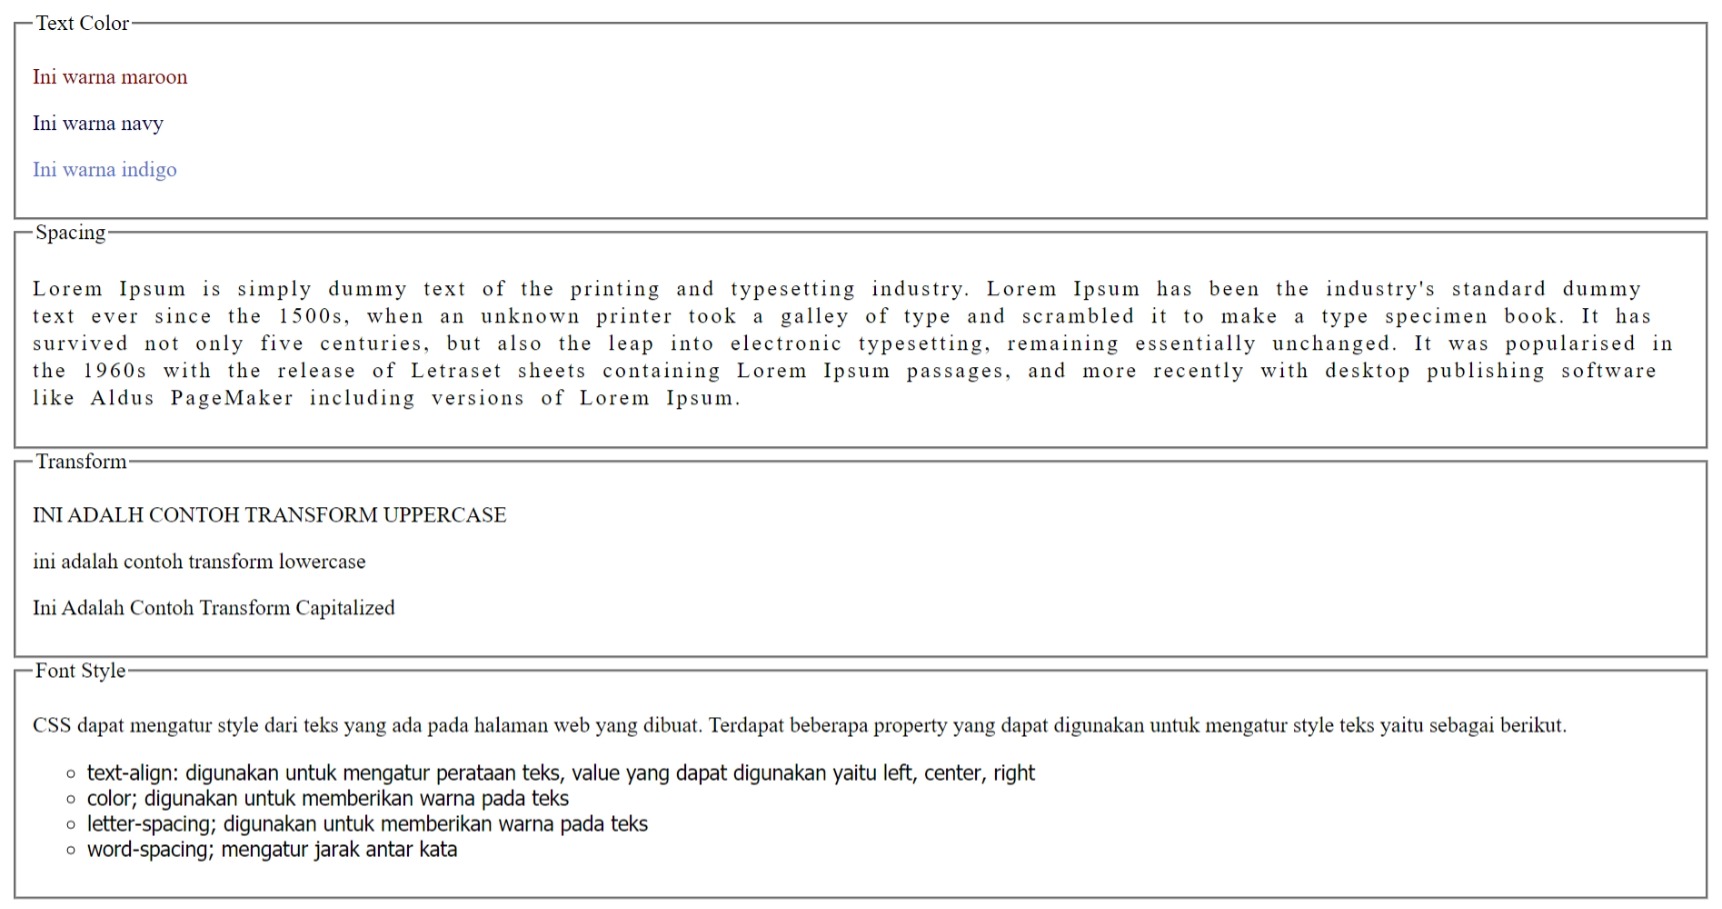 Text Color
Ini warna maroon
Ini warna navy
Ini warna indigo
Spacing
Lorem Ipsum is simply dummy text of the printing and typesetting industry. Lorem Ipsum has been the industry's standard dummy
text ever since the 1500s, when an unknown printer took a galley of type and scrambled it to make a type specimen book. It has
survived not only five centuries, but also the leap into electronic typesetting, remaining essentially unchanged. It was popularised in
the 1960s with the release of Letraset sheets containing Lorem Ipsum passages, and more recently with desktop publishing software
like Aldus PageMaker including versions of Lorem Ipsum.
Transform
INI ADALH CONTOH TRANSFORM UPPERCASE
ini adalah contoh transform lowercase
Ini Adalah Contoh Transform Capitalized
Font Style
CSS dapat mengatur style dari teks yang ada pada halaman web yang dibuat. Terdapat beberapa property yang dapat digunakan untuk mengatur style teks yaitu sebagai berikut.
text-align: digunakan untuk mengatur perataan teks, value yang dapat digunakan yaitu left, center, right
color; digunakan untuk memberikan warna pada teks
letter-spacing; digunakan untuk memberikan warna pada teks
word-spacing; mengatur jarak antar kata